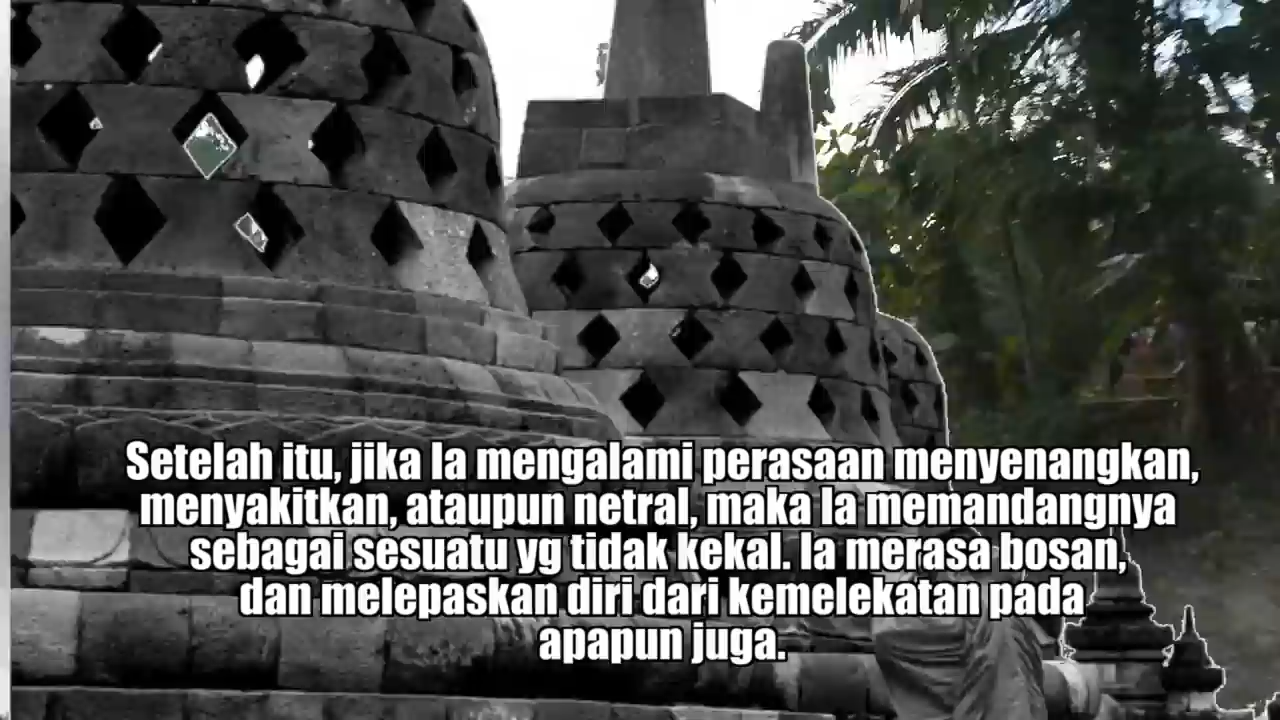 Setelah itu, jika Ia mengalami perasaan menyenangkan,
menyakitkan, ataupun netral, maka Ia memandangnya
sebagai sesuatu yg tidak kekal. Ia merasa bosan,
dan melepaskan diri dari kemelekatan pada
apapun juga.